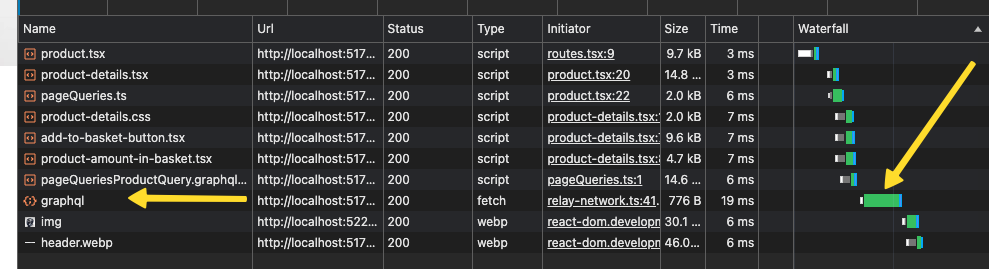 Name Url Status Type Initiator Size Time Waterfall
product.tsx http://localhost:517... 200 script routes.tsx:9 9.7 kB 3 ms
product-details.tsx http://localhost:517... 200 script product.tsx:20 14.8 ... 3 ms
pageQueries.ts http://localhost:517... 200 script product.tsx:22 2.0 kB 6 ms
product-details.css http://localhost:517... 200 script product-details.tsx: 2.0 kB 7 ms
add-to-basket-button.tsx http://localhost:517... 200 script product-details.tsx: 9.6 kB 7 ms
product-amount-in-basket.tsx http://localhost:517... 200 script product-details.tsx: 4.7 kB 7 ms
pageQueriesProductQuery.graphql... http://localhost:517... 200 script pageQueries.ts:1 14.6 ... 6 ms
graphql http://localhost:517... 200 fetch relay-network.ts:41. 776 B 19 ms
img http://localhost:522... 200 webp react-dom.developm 30.1 ... 6 ms
header.webp http://localhost:517... 200 webp react-dom.developm 46.0... 6 ms